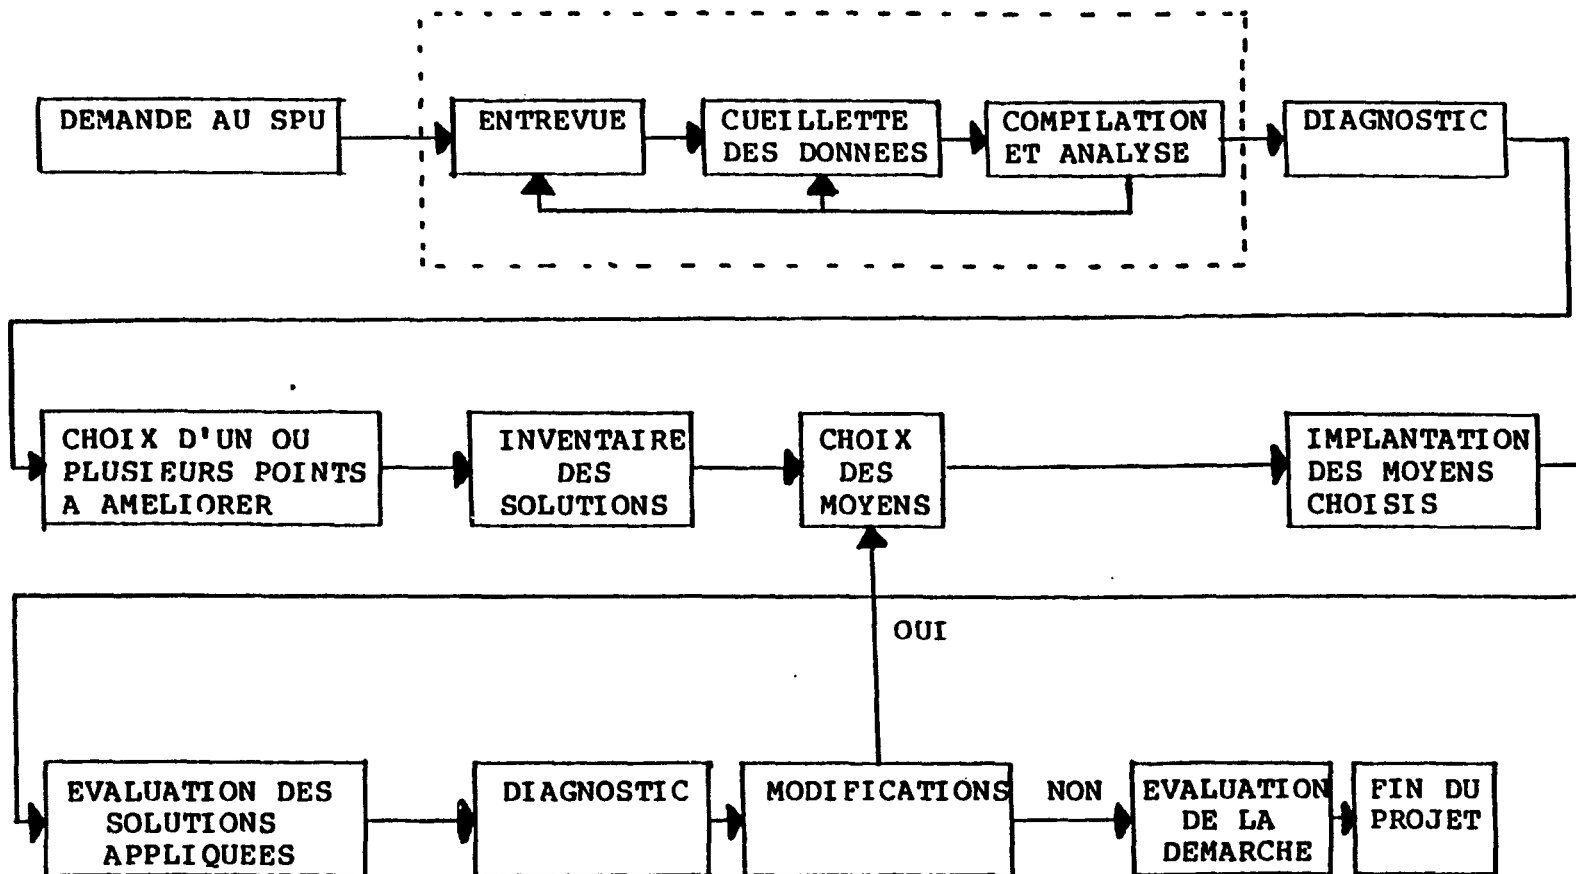 DEMANDE AU SPU
ENTREVUE
CUEILLETTE
DES DONNEES
COMPILATION
ET ANALYSE
DIAGNOSTIC
CHOIX D'UN OU
PLUSIEURS POINTS
A AMELIORER
INVENTAIRE
DES
SOLUTIONS
CHOIX
DES
MOYENS
IMPLANTATION
DES MOYENS
CHOISIS
OUI
EVALUATION DES
SOLUTIONS
APPLIQUEES
DIAGNOSTIC
MODIFICATIONS
NON
EVALUATION
DE LA
DEMARCHE
FIN DU
PROJET